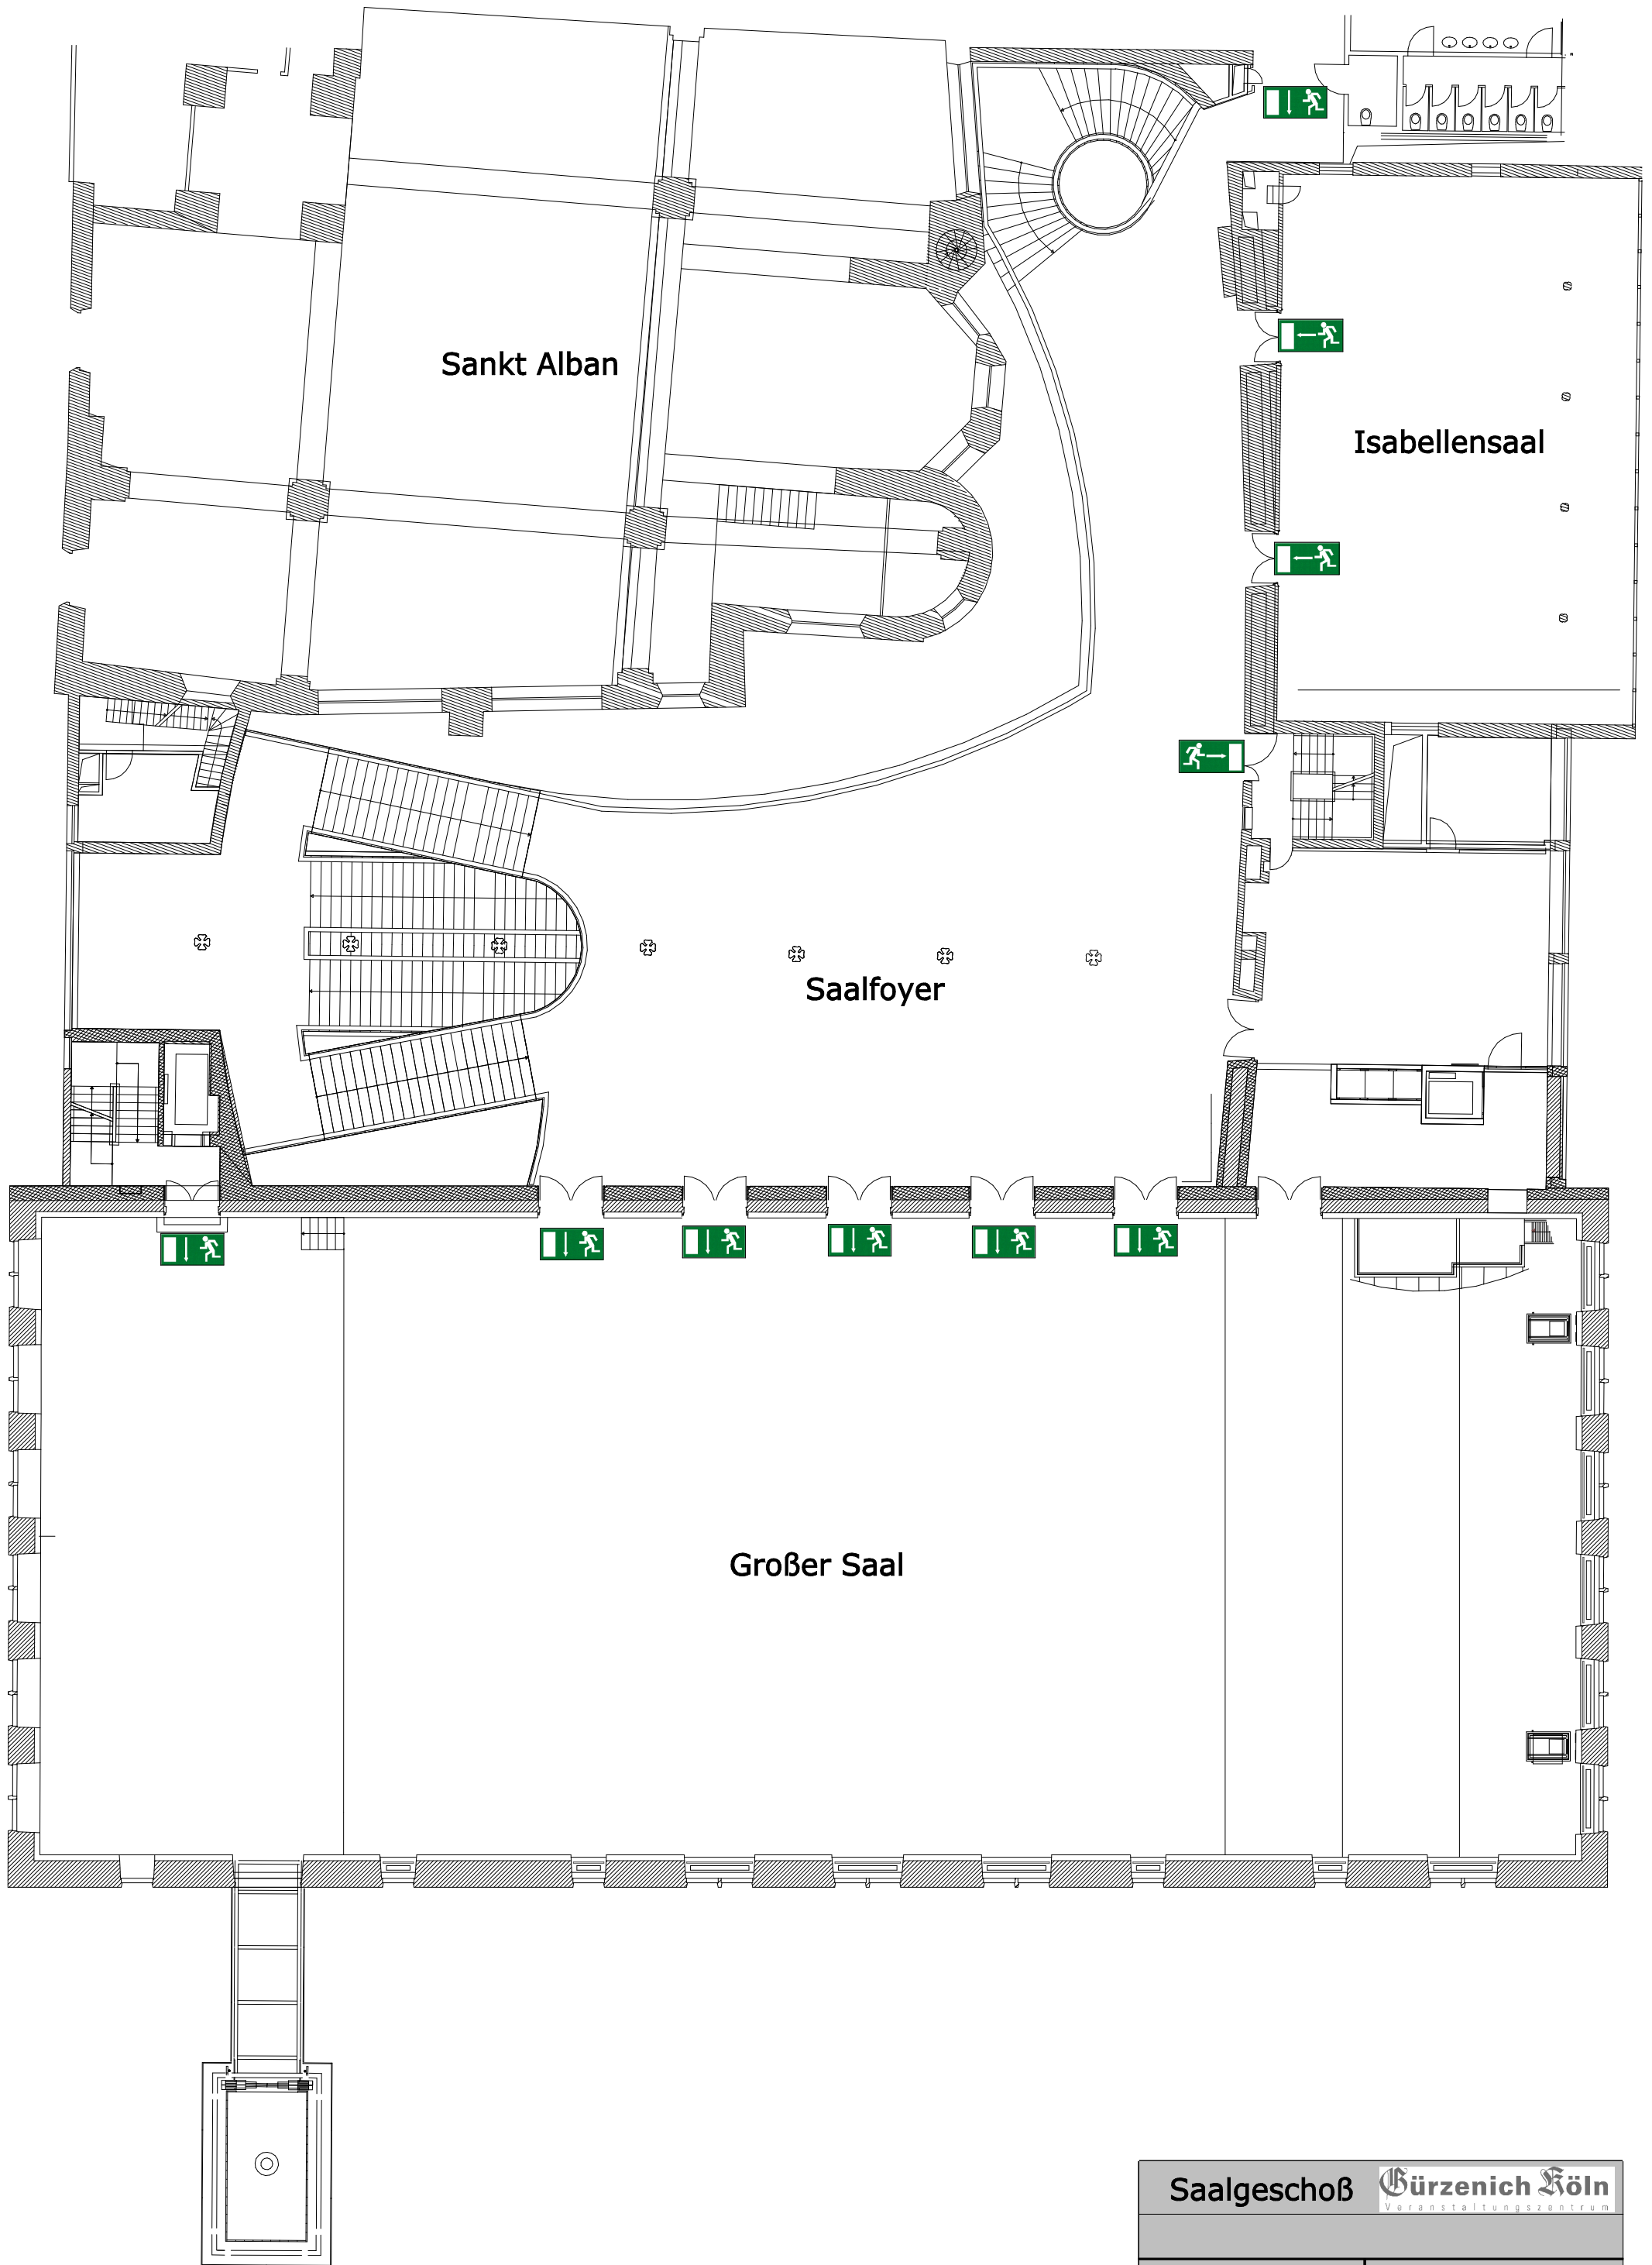 Sankt Alban
Isabellensaal
Saalfoyer
Großer Saal
Saalgeschoß
Gürzenich Köln
Veranstaltungszentrum